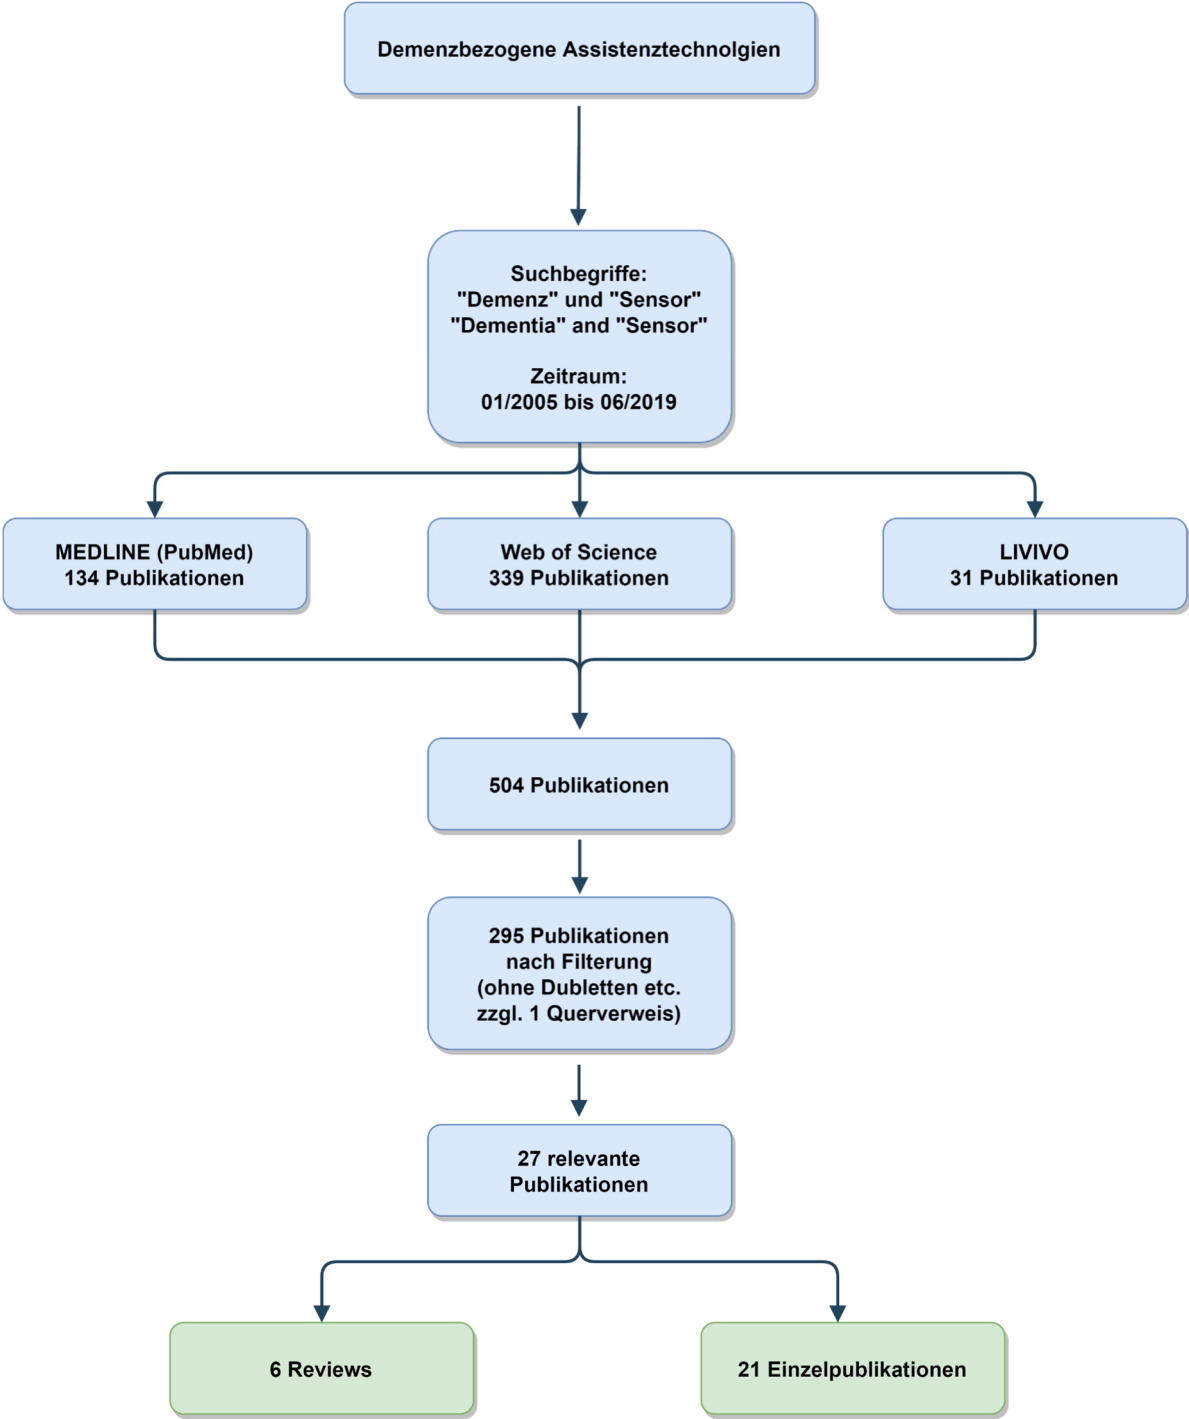 Demenzbezogene Assistenztechnolgien
Suchbegriffe:
"Demenz" und "Sensor"
"Dementia" and "Sensor"
Zeitraum:
01/2005 bis 06/2019
MEDLINE (PubMed)
134 Publikationen
Web of Science
339 Publikationen
LIVIVO
31 Publikationen
504 Publikationen
295 Publikationen
nach Filterung
(ohne Dubletten etc.
zzgl. 1 Querverweis)
27 relevante
Publikationen
6 Reviews
21 Einzelpublikationen